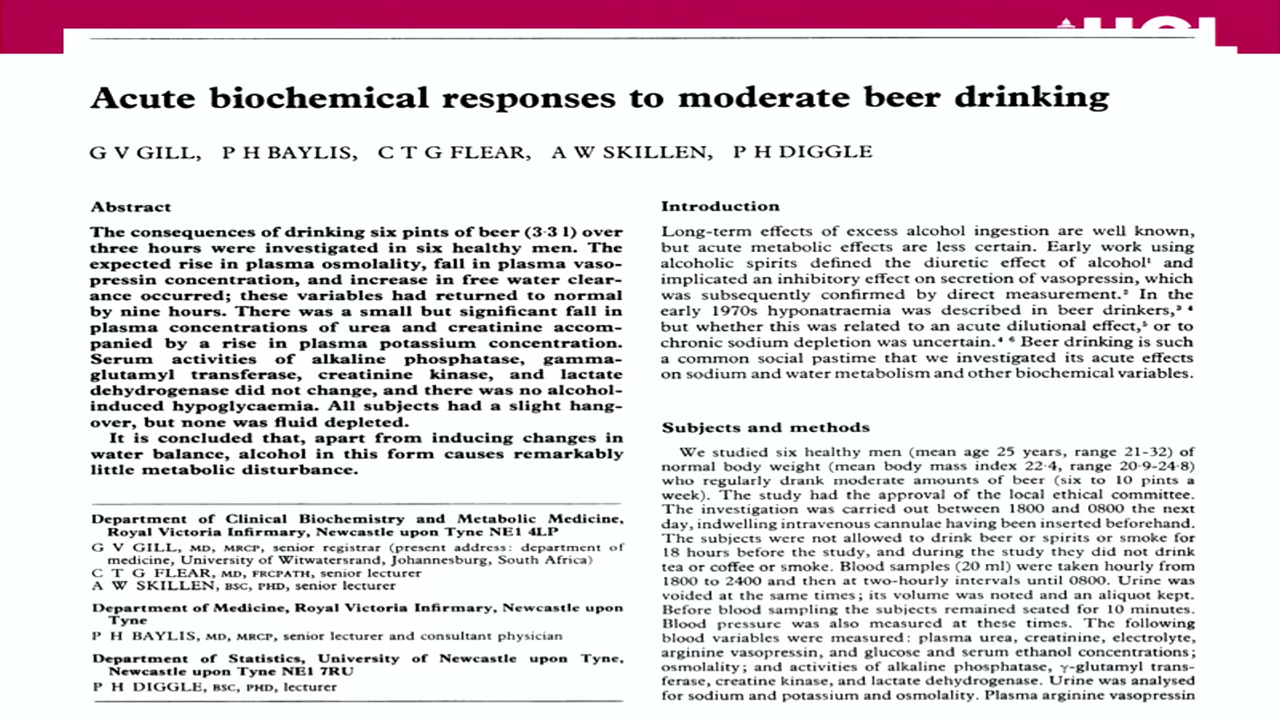 UCL
Acute biochemical responses to moderate beer drinking
G V GILL, P H BAYLIS, C T G FLEAR, A W SKILLEN, P H DIGGLE
Abstract
The consequences of drinking six pints of beer (3·3 l) over
three hours were investigated in six healthy men. The
expected rise in plasma osmolality, fall in plasma vaso-
pressin concentration, and increase in free water clear-
ance occurred; these variables had returned to normal
by nine hours. There was a small but significant fall in
plasma concentrations of urea and creatinine accom-
panied by a rise in plasma potassium concentration.
Serum activities of alkaline phosphatase, gamma-
glutamyl transferase, creatinine kinase, and lactate
dehydrogenase did not change, and there was no alcohol-
induced hypoglycaemia. All subjects had a slight hang-
over, but none was fluid depleted.
It is concluded that, apart from inducing changes in
water balance, alcohol in this form causes remarkably
little metabolic disturbance.
Department of Clinical Biochemistry and Metabolic Medicine,
Royal Victoria Infirmary, Newcastle upon Tyne NE1 4LP
G V GILL, MD, MRCP, senior registrar (present address: department of
medicine, University of Witwatersrand, Johannesburg, South Africa)
C T G FLEAR, MD, FRCPATH, senior lecturer
A W SKILLEN, BSC, PHD, senior lecturer
Department of Medicine, Royal Victoria Infirmary, Newcastle upon
Tyne
P H BAYLIS, MD, MRCP, senior lecturer and consultant physician
Department of Statistics, University of Newcastle upon Tyne,
Newcastle upon Tyne NE1 7RU
P H DIGGLE, BSC, PHD, lecturer
Introduction
Long-term effects of excess alcohol ingestion are well known,
but acute metabolic effects are less certain. Early work using
alcoholic spirits defined the diuretic effect of alcohol¹ and
implicated an inhibitory effect on secretion of vasopressin, which
was subsequently confirmed by direct measurement.² In the
early 1970s hyponatraemia was described in beer drinkers,³ ⁴
but whether this was related to an acute dilutional effect,⁵ or to
chronic sodium depletion was uncertain.⁴ ⁶ Beer drinking is such
a common social pastime that we investigated its acute effects
on sodium and water metabolism and other biochemical variables.
Subjects and methods
We studied six healthy men (mean age 25 years, range 21-32) of
normal body weight (mean body mass index 22·4, range 20·9-24·8)
who regularly drank moderate amounts of beer (six to 10 pints a
week). The study had the approval of the local ethical committee.
The investigation was carried out between 1800 and 0800 the next
day, indwelling intravenous cannulae having been inserted beforehand.
The subjects were not allowed to drink beer or spirits or smoke for
18 hours before the study, and during the study they did not drink
tea or coffee or smoke. Blood samples (20 ml) were taken hourly from
1800 to 2400 and then at two-hourly intervals until 0800. Urine was
voided at the same times; its volume was noted and an aliquot kept.
Before blood sampling the subjects remained seated for 10 minutes.
Blood pressure was also measured at these times. The following
blood variables were measured: plasma urea, creatinine, electrolyte,
arginine vasopressin, and glucose and serum ethanol concentrations;
osmolality; and activities of alkaline phosphatase, γ-glutamyl trans-
ferase, creatine kinase, and lactate dehydrogenase. Urine was analysed
for sodium and potassium and osmolality. Plasma arginine vasopressin